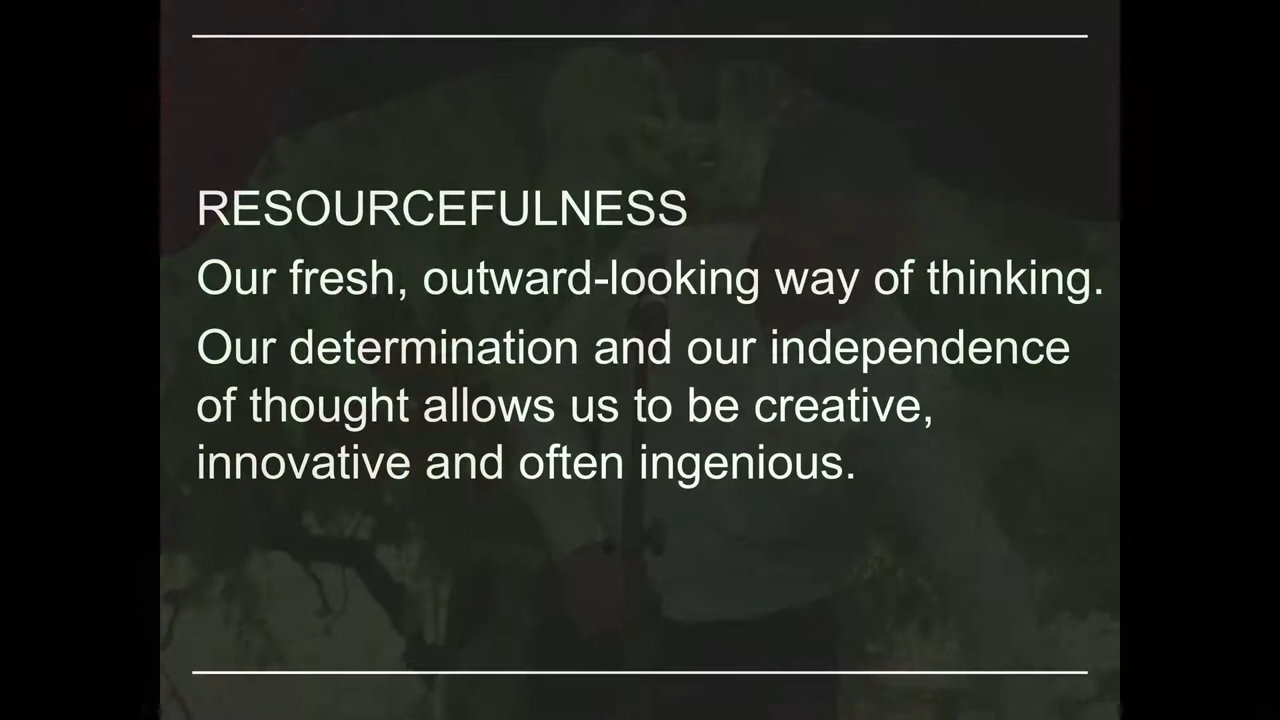 RESOURCEFULNESS
Our fresh, outward-looking way of thinking.
Our determination and our independence
of thought allows us to be creative,
innovative and often ingenious.